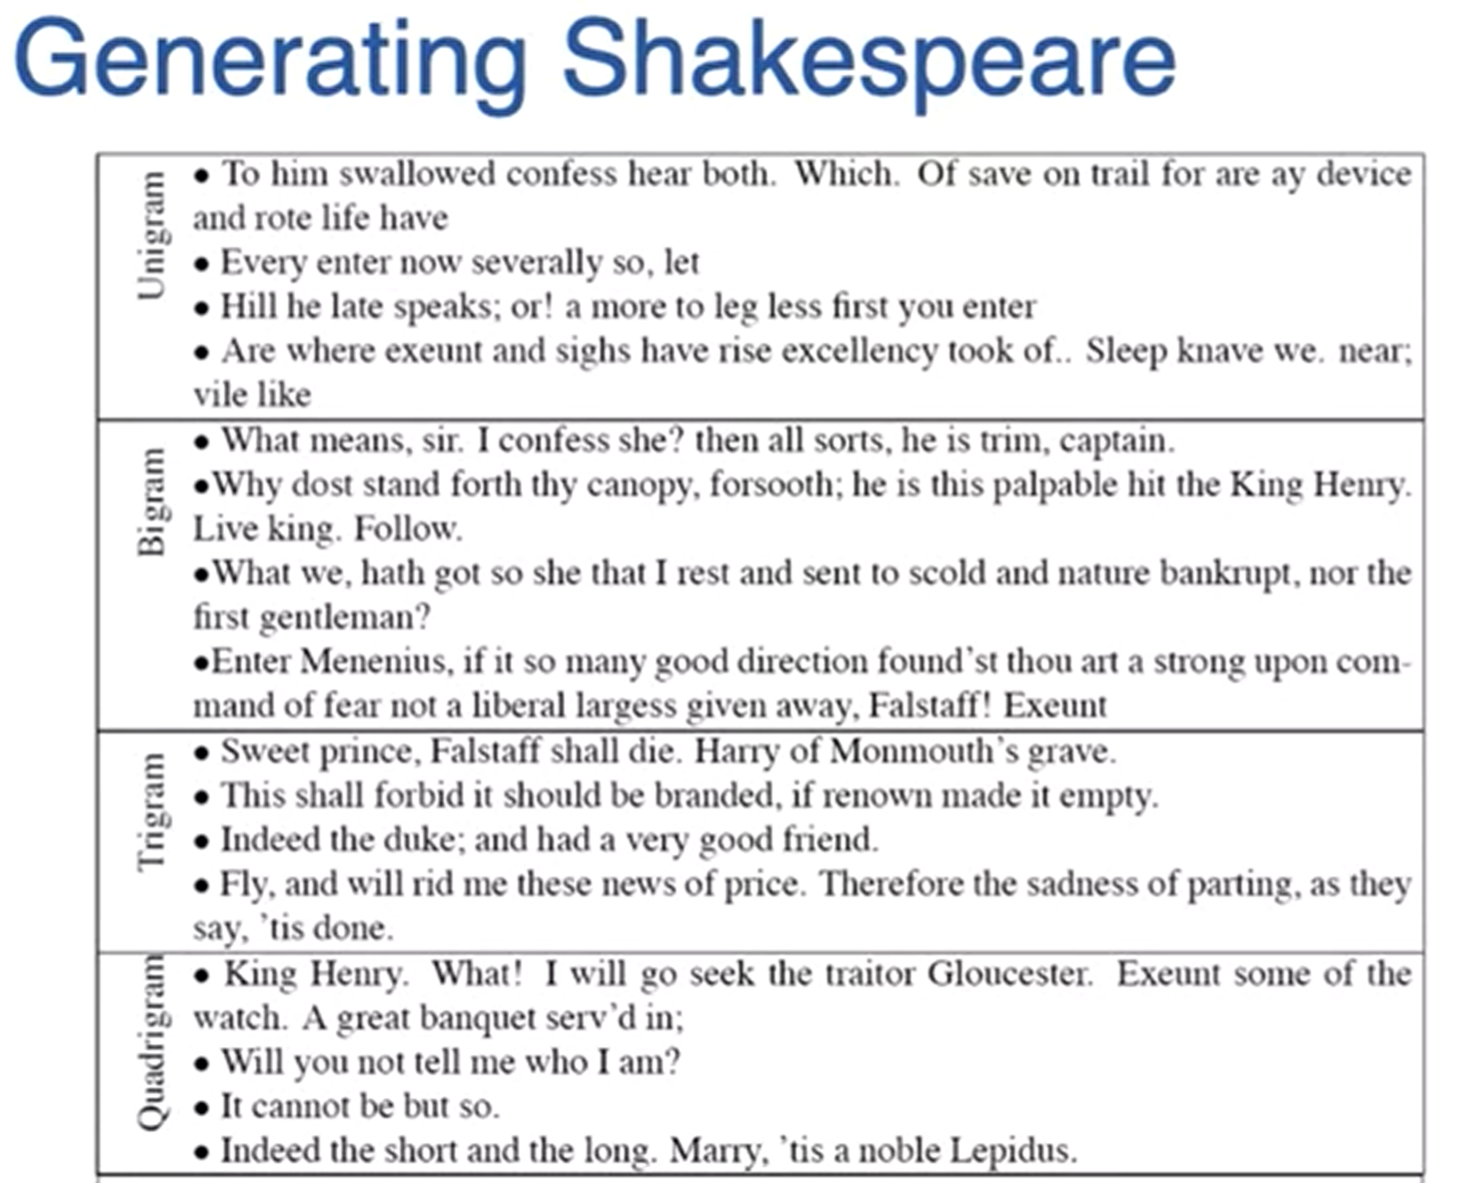 Generating Shakespeare
Unigram
• To him swallowed confess hear both. Which. Of save on trail for are ay device
and rote life have
• Every enter now severally so, let
• Hill he late speaks; or! a more to leg less first you enter
• Are where exeunt and sighs have rise excellency took of.. Sleep knave we. near;
vile like
Bigram
• What means, sir. I confess she? then all sorts, he is trim, captain.
•Why dost stand forth thy canopy, forsooth; he is this palpable hit the King Henry.
Live king. Follow.
•What we, hath got so she that I rest and sent to scold and nature bankrupt, nor the
first gentleman?
•Enter Menenius, if it so many good direction found'st thou art a strong upon com-
mand of fear not a liberal largess given away, Falstaff! Exeunt
Trigram
• Sweet prince, Falstaff shall die. Harry of Monmouth's grave.
• This shall forbid it should be branded, if renown made it empty.
• Indeed the duke; and had a very good friend.
• Fly, and will rid me these news of price. Therefore the sadness of parting, as they
say, 'tis done.
Quadrigram
• King Henry. What! I will go seek the traitor Gloucester. Exeunt some of the
watch. A great banquet serv'd in;
• Will you not tell me who I am?
• It cannot be but so.
• Indeed the short and the long. Marry, 'tis a noble Lepidus.